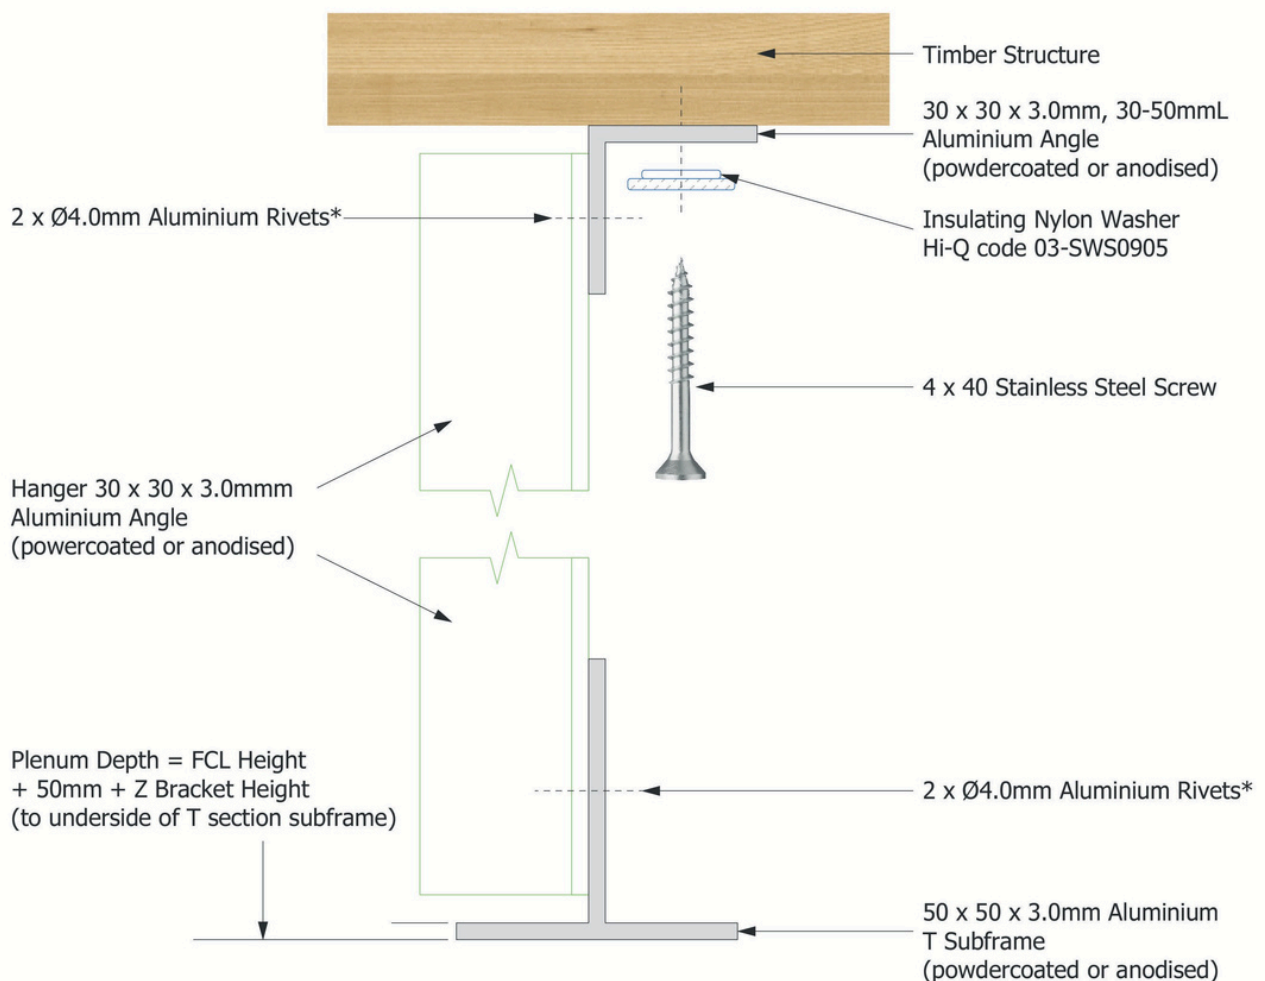 Timber Structure
30 x 30 x 3.0mm, 30-50mmL
Aluminium Angle
(powdercoated or anodised)
2 x Ø4.0mm Aluminium Rivets*
Insulating Nylon Washer
Hi-Q code 03-SWS0905
4 x 40 Stainless Steel Screw
Hanger 30 x 30 x 3.0mmm
Aluminium Angle
(powercoated or anodised)
Plenum Depth = FCL Height
+ 50mm + Z Bracket Height
(to underside of T section subframe)
2 x Ø4.0mm Aluminium Rivets*
50 x 50 x 3.0mm Aluminium
T Subframe
(powdercoated or anodised)